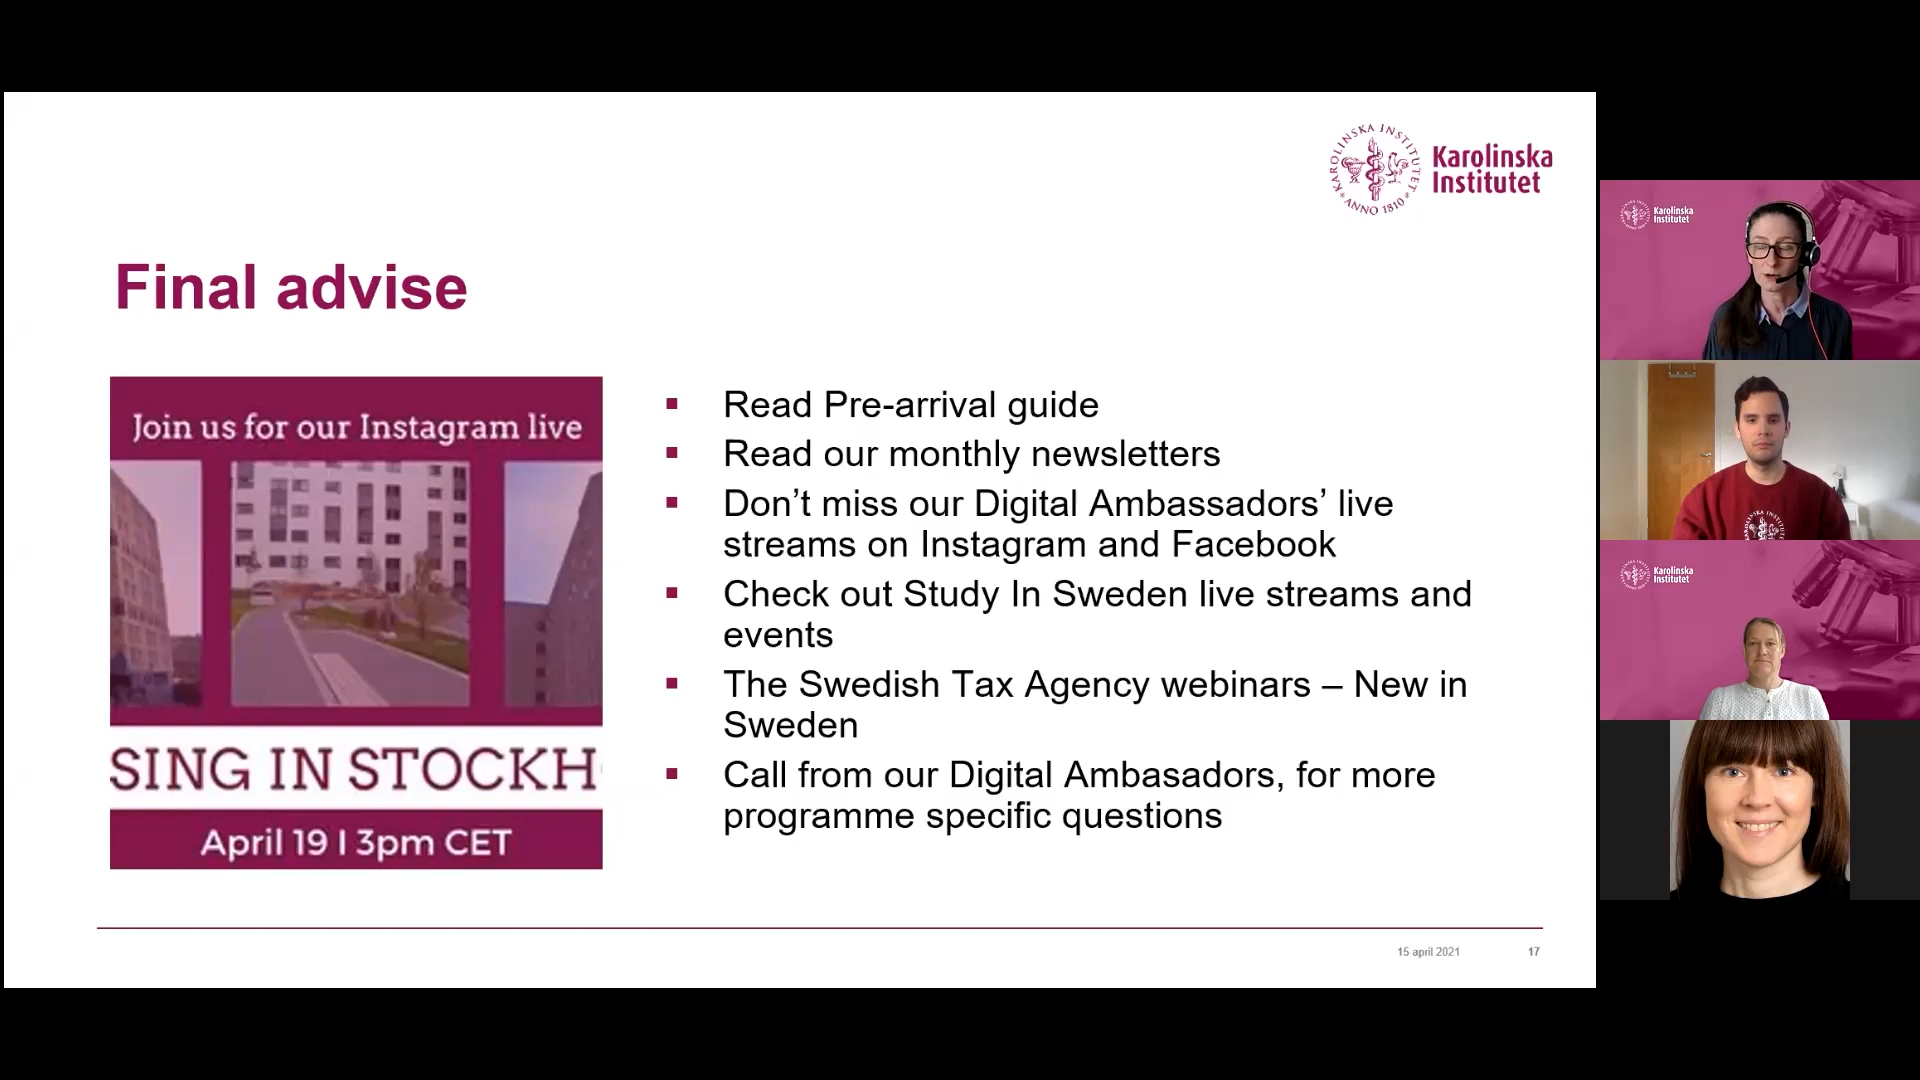 KAROLINSKA INSTITUTET
ANNO 1810
Karolinska
Institutet
Final advise
Join us for our Instagram live
SING IN STOCKH
April 19 I 3pm CET
Read Pre-arrival guide
Read our monthly newsletters
Don’t miss our Digital Ambassadors’ live
streams on Instagram and Facebook
Check out Study In Sweden live streams and
events
The Swedish Tax Agency webinars – New in
Sweden
Call from our Digital Ambasadors, for more
programme specific questions
15 april 2021
17
Karolinska
Institutet
Karolinska
Institutet